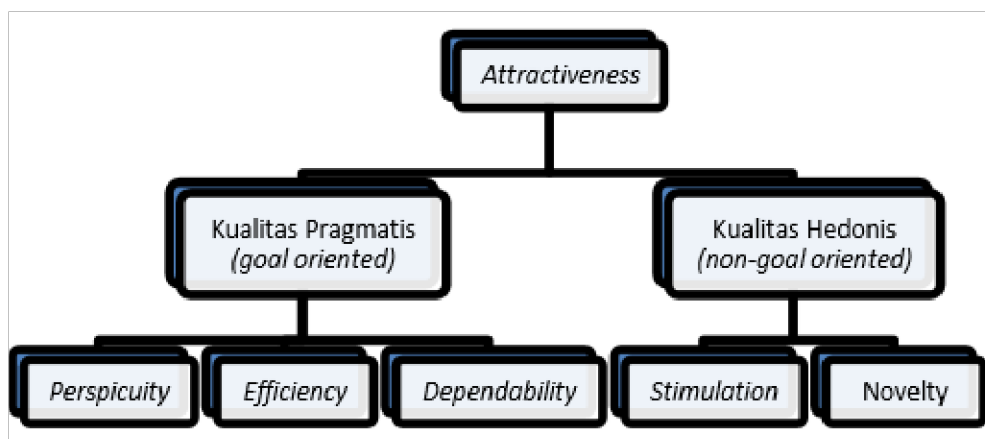 Attractiveness
Kualitas Pragmatis
(goal oriented)
Kualitas Hedonis
(non-goal oriented)
Perspicuity
Efficiency
Dependability
Stimulation
Novelty